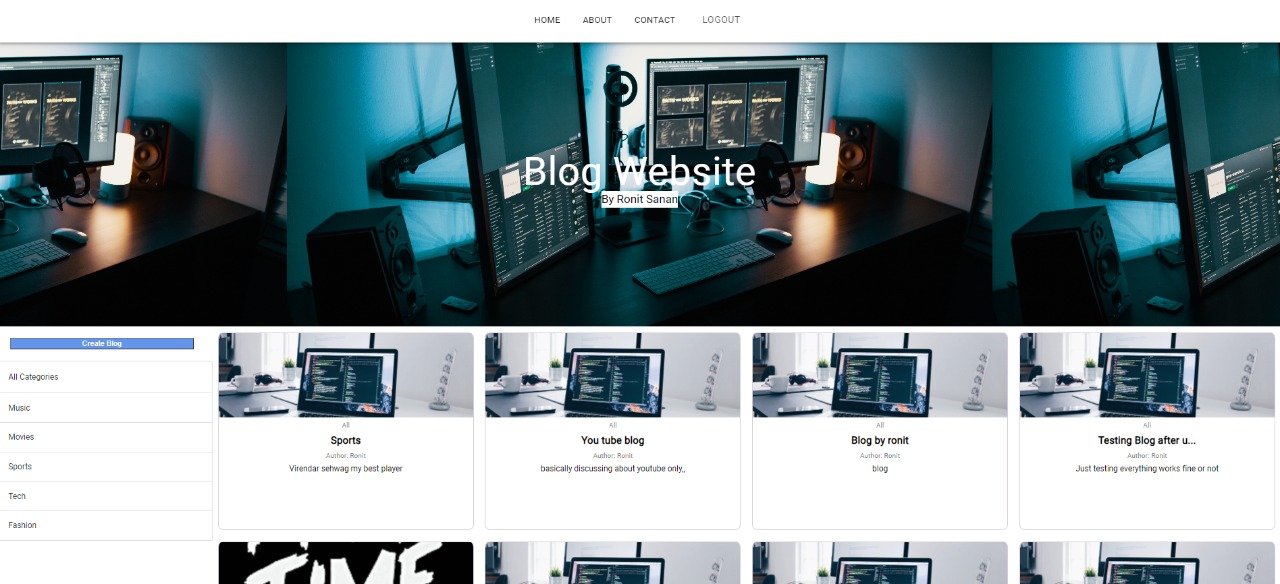 HOME ABOUT CONTACT LOGOUT
Blog Website
By Ronit Sanan
Create Blog
All Categories
Music
Movies
Sports
Tech
Fashion
All
Sports
Author: Ronit
Virendar sehwag my best player
All
You tube blog
Author: Ronit
basically discussing about youtube only,,
All
Blog by ronit
Author: Ronit
blog
All
Testing Blog after u...
Author: Ronit
Just testing everything works fine or not
TIME